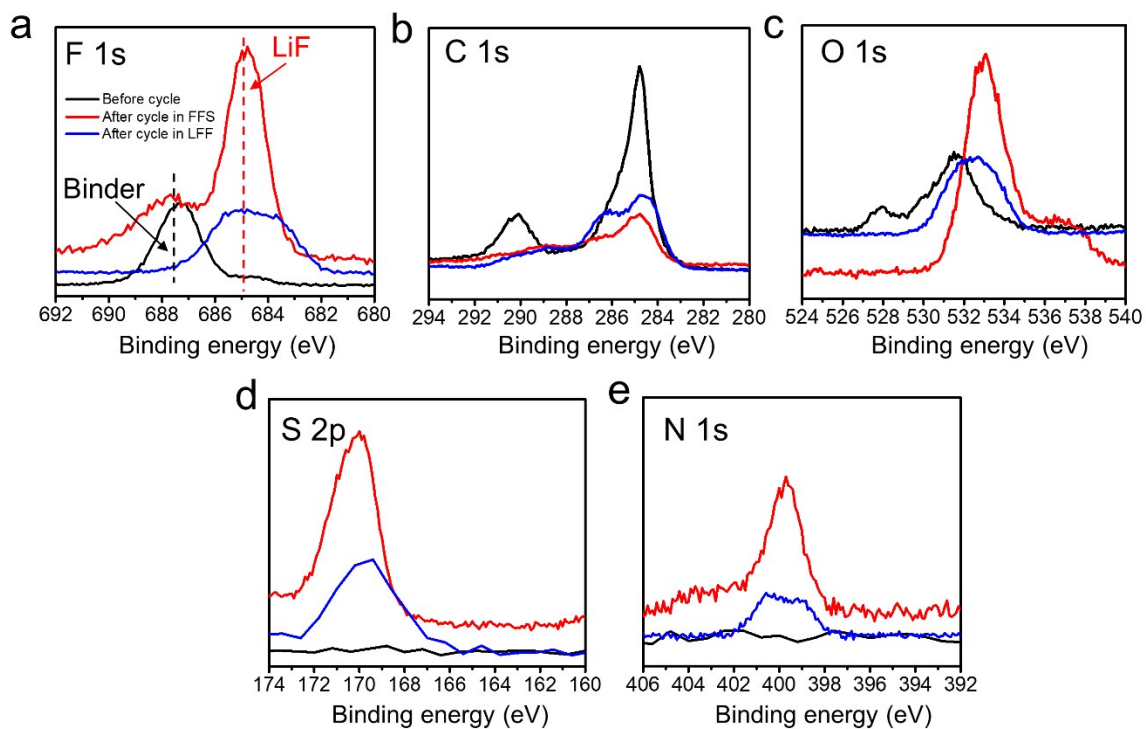 a
F 1s
LiF
Before cycle
After cycle in FFS
After cycle in LFF
Binder
692 690 688 686 684 682 680
Binding energy (eV)
b
C 1s
294 292 290 288 286 284 282 280
Binding energy (eV)
c
O 1s
524 526 528 530 532 534 536 538 540
Binding energy (eV)
d
S 2p
174 172 170 168 166 164 162 160
Binding energy (eV)
e
N 1s
406 404 402 400 398 396 394 392
Binding energy (eV)